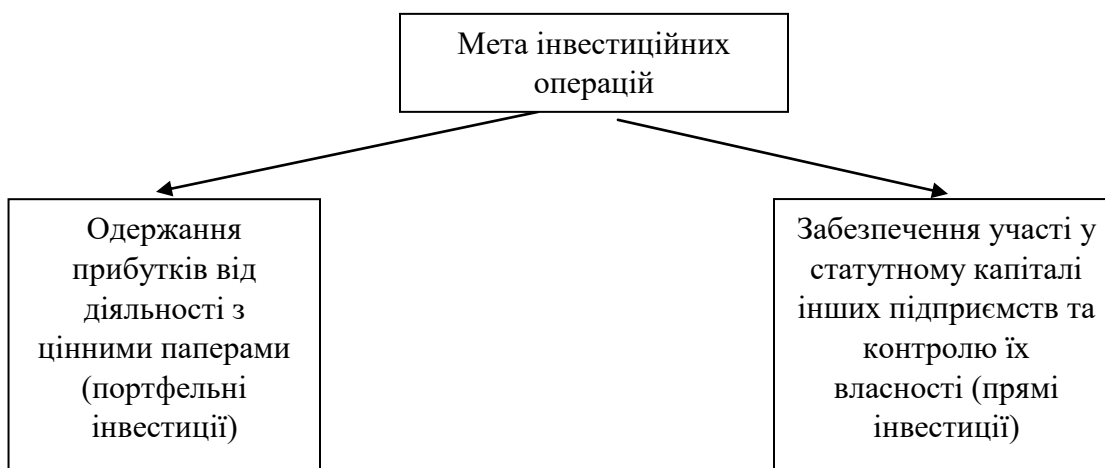 Мета інвестиційних
операцій
Одержання
прибутків від
діяльності з
цінними паперами
(портфельні
інвестиції)
Забезпечення участі у
статутному капіталі
інших підприємств та
контролю їх
власності (прямі
інвестиції)